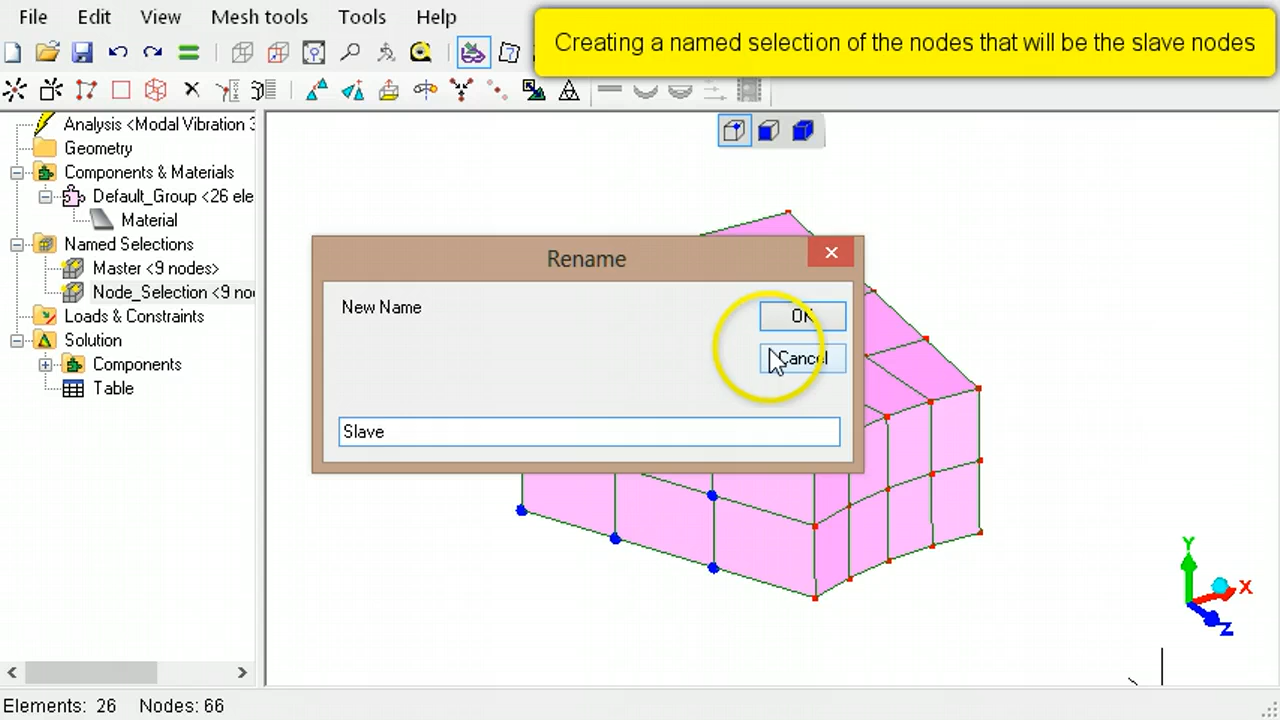 File Edit View Mesh tools Tools Help
Creating a named selection of the nodes that will be the slave nodes
Analysis <Modal Vibration 3
Geometry
Components & Materials
Default_Group <26 ele
Material
Named Selections
Master <9 nodes>
Node_Selection <9 no
Loads & Constraints
Solution
Components
Table
Rename
New Name
OK
Cancel
Slave
Y
X
Z
Elements: 26 Nodes: 66